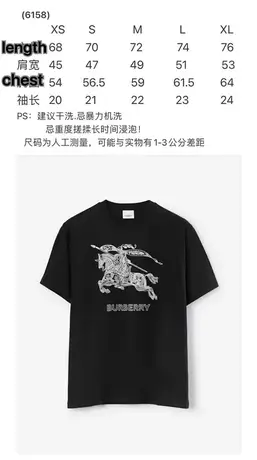 (6158)
XS S M L XL
length 68 70 72 74 76
肩宽 45 47 49 51 53
chest 54 56.5 59 61.5 64
袖长 20 21 22 23 24
PS: 建议干洗.忌暴力机洗
忌重度搓揉长时间浸泡!
尺码为人工测量,可能与实物有1-3公分差距
BURBERRY